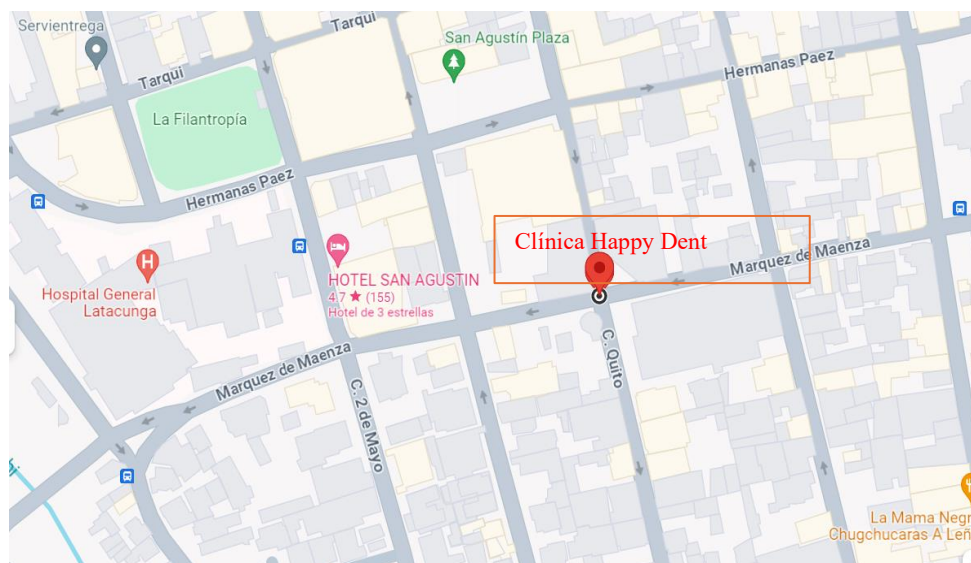 Servientrega
Tarqui
Tarqui
San Agustín Plaza
Hermanas Paez
La Filantropía
Hermanas Paez
Clínica Happy Dent
Marquez de Maenza
HOTEL SAN AGUSTIN
4,7 ★ (155)
Hotel de 3 estrellas
H
Hospital General
Latacunga
Marquez de Maenza
C. Quito
C. 2 de Mayo
La Mama Negr
Chugchucaras A Leñ